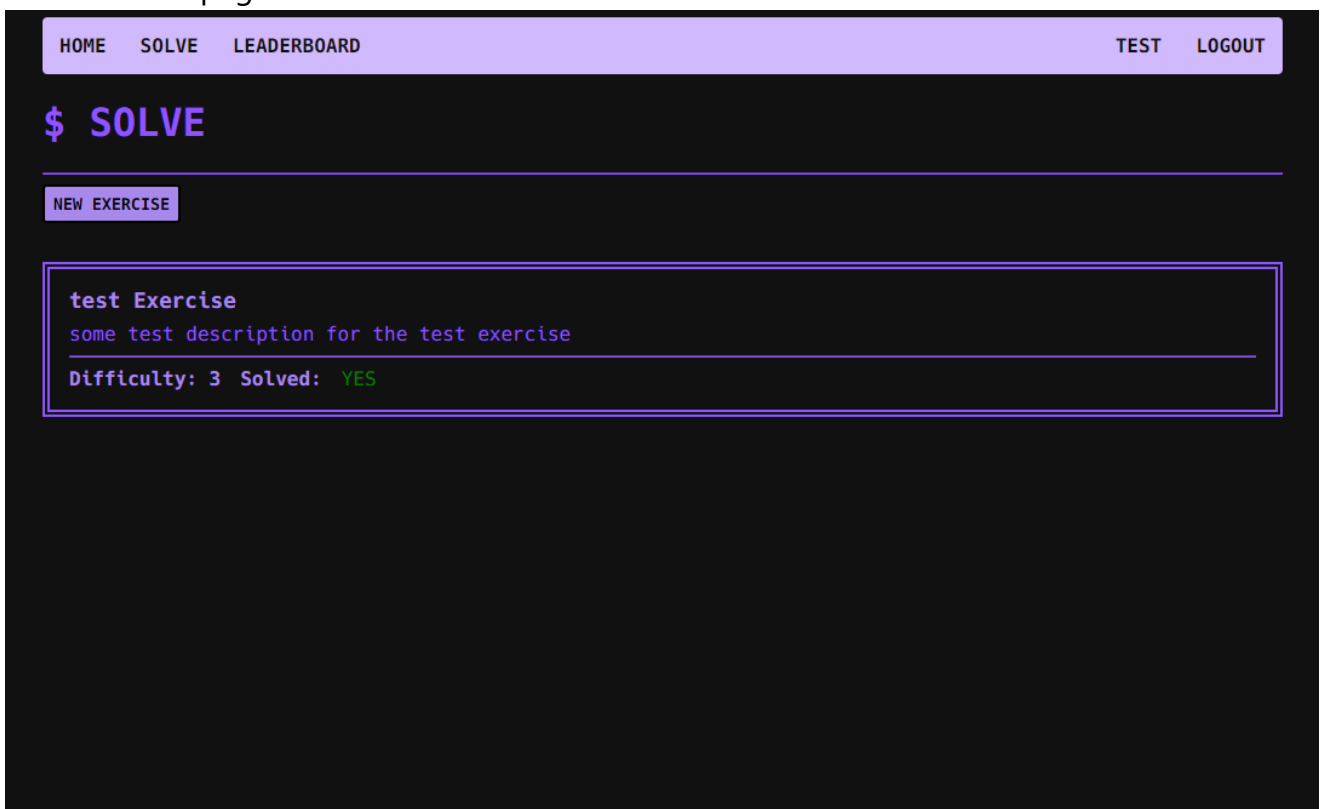 HOME SOLVE LEADERBOARD TEST LOGOUT
$ SOLVE
NEW EXERCISE
test Exercise
some test description for the test exercise
Difficulty: 3 Solved: YES